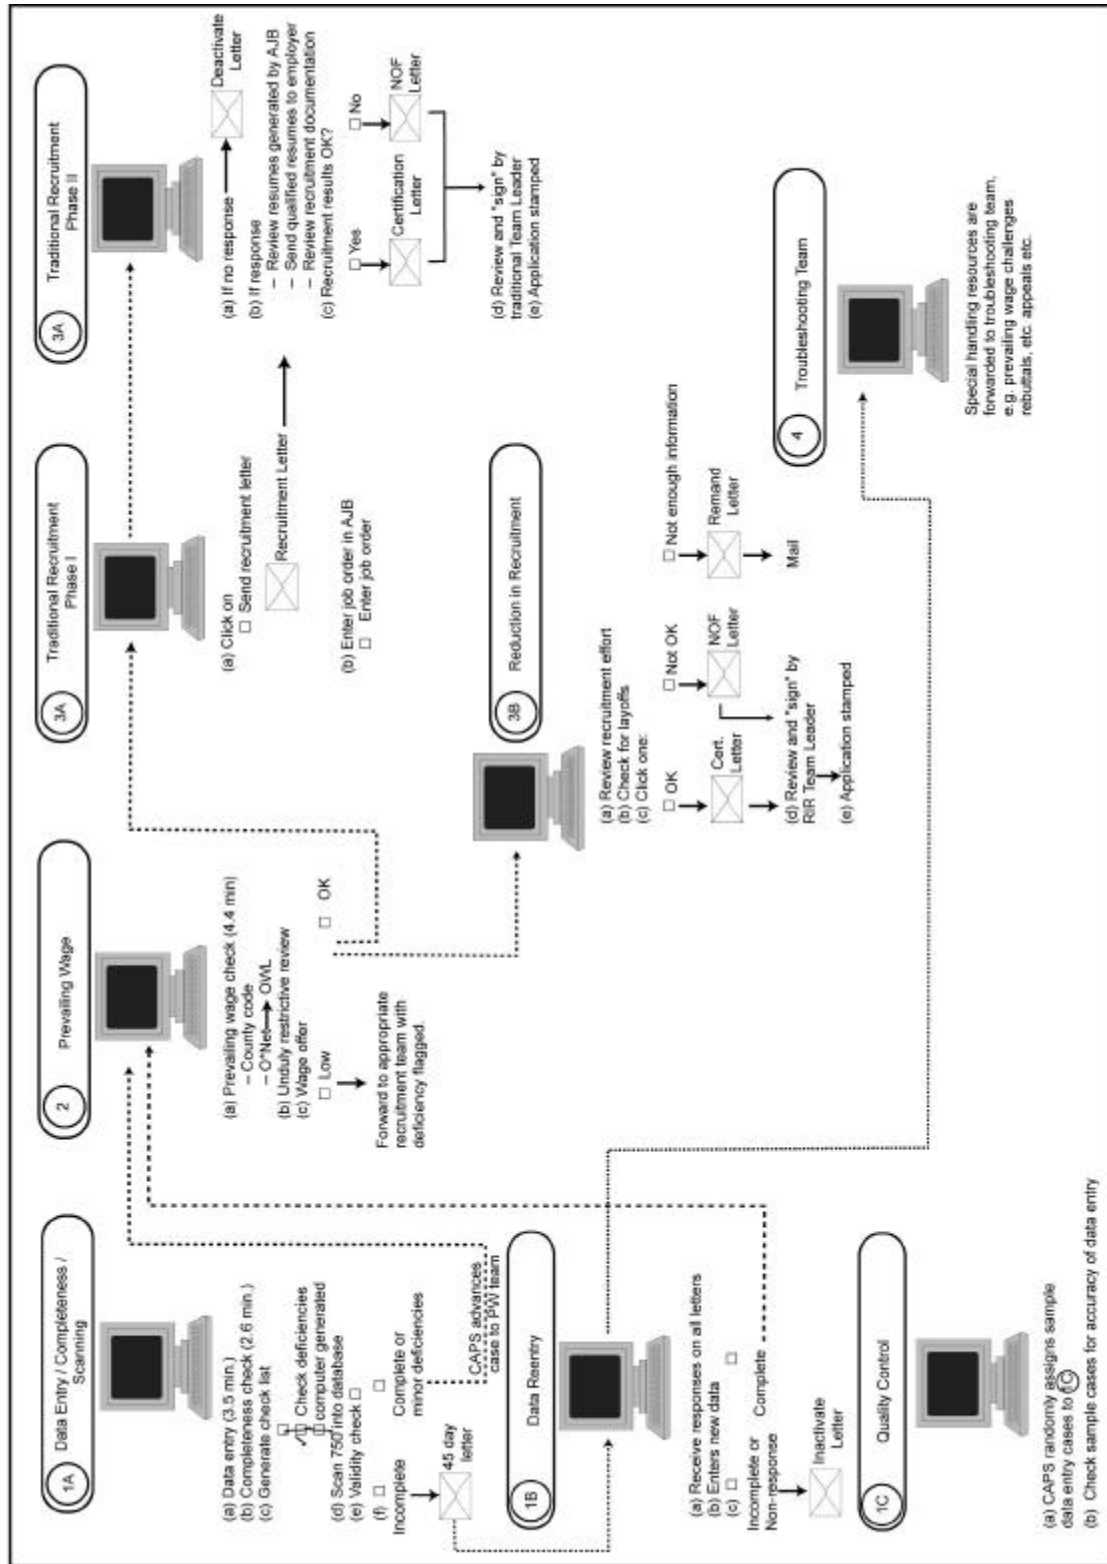 1A
Data Entry / Completeness /
Scanning
(a) Data entry (3.5 min.)
(b) Completeness check (2.6 min.)
(c) Generate check list
Check deficiencies
computer generated
(d) Scan 750 into database
(e) Validity check
(f)
Incomplete
Complete or
minor deficiencies
45 day
letter
CAPS advances
case to PW team
1B
Data Reentry
(a) Receive responses on all letters
(b) Enters new data
(c)
Incomplete or
Non-response
Complete
Inactivate
Letter
1C
Quality Control
(a) CAPS randomly assigns sample
data entry cases to 1C
(b) Check sample cases for accuracy of data entry
2
Prevailing Wage
(a) Prevailing wage check (4.4 min)
– County code
– O*Net OWL
(b) Unduly restrictive review
(c) Wage offer
Low
OK
Forward to appropriate
recruitment team with
deficiency flagged.
3A
Traditional Recruitment
Phase I
(a) Click on
Send recruitment letter
Recruitment Letter
(b) Enter job order in AJB
Enter job order
3A
Traditional Recruitment
Phase II
(a) If no response
Deactivate
Letter
(b) If response
– Review resumes generated by AJB
– Send qualified resumes to employer
– Review recruitment documentation
(c) Recruitment results OK?
Yes
No
Certification
Letter
NOF
Letter
(d) Review and "sign" by
traditional Team Leader
(e) Application stamped
3B
Reduction in Recruitment
(a) Review recruitment effort
(b) Check for layoffs
(c) Click one:
OK
Not OK
Not enough information
Cert.
Letter
NOF
Letter
Remand
Letter
Mail
(d) Review and "sign" by
RIR Team Leader
(e) Application stamped
4
Troubleshooting Team
Special handling resources are
forwarded to troubleshooting team,
e.g. prevailing wage challenges
rebuttals, etc. appeals etc.